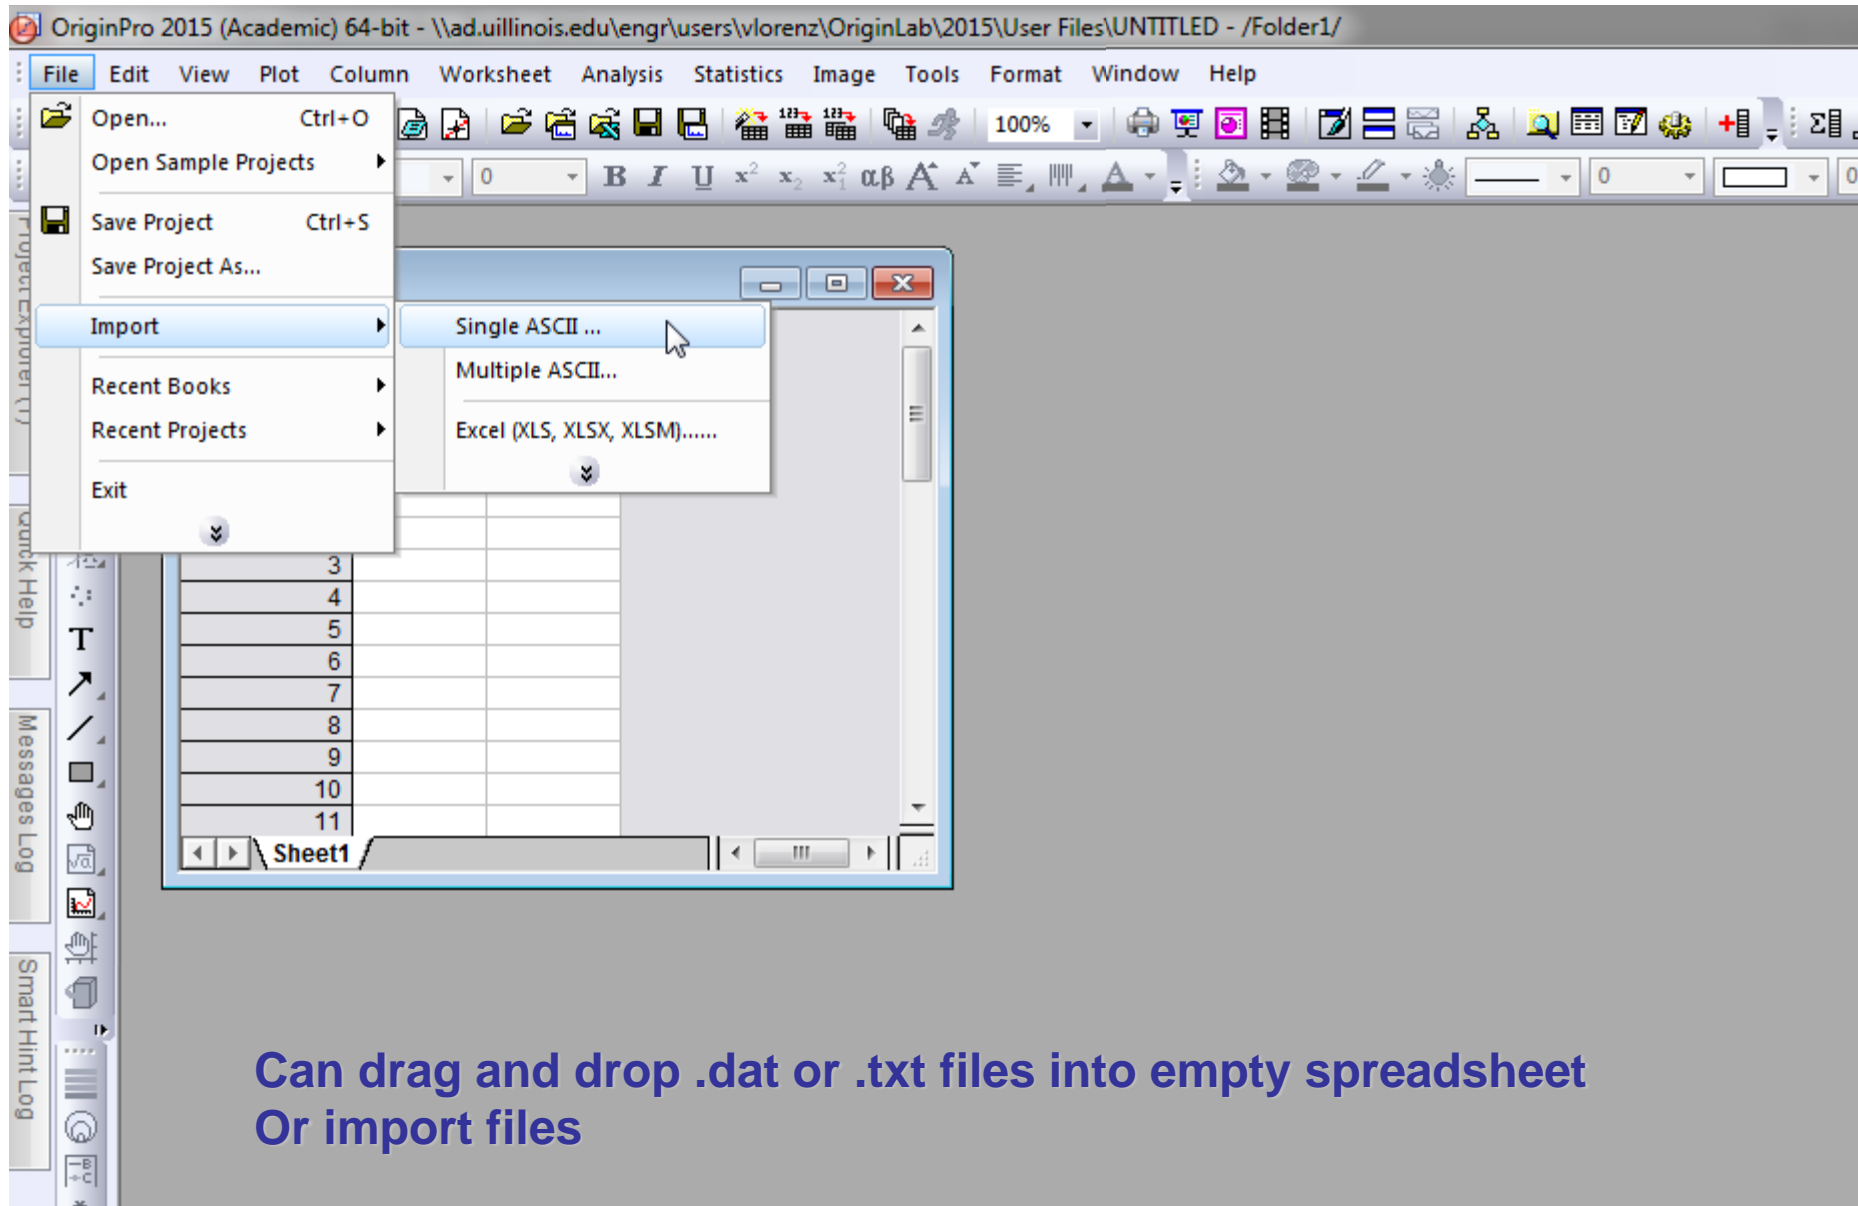 OriginPro 2015 (Academic) 64-bit - \\ad.uillinois.edu\engr\users\vlorenz\OriginLab\2015\User Files\UNTITLED - /Folder1/
File Edit View Plot Column Worksheet Analysis Statistics Image Tools Format Window Help
Open... Ctrl+O
100%
Open Sample Projects
0 B I U x² x₂ x²₁ αβ A A A 0 0
Save Project Ctrl+S
Save Project As...
Import
Single ASCII ...
Multiple ASCII...
Recent Books
Recent Projects
Excel (XLS, XLSX, XLSM)......
Exit
Project Explorer (1)
Quick Help
Messages Log
Smart Hint Log
T
3
4
5
6
7
8
9
10
11
Sheet1
Can drag and drop .dat or .txt files into empty spreadsheet
Or import files